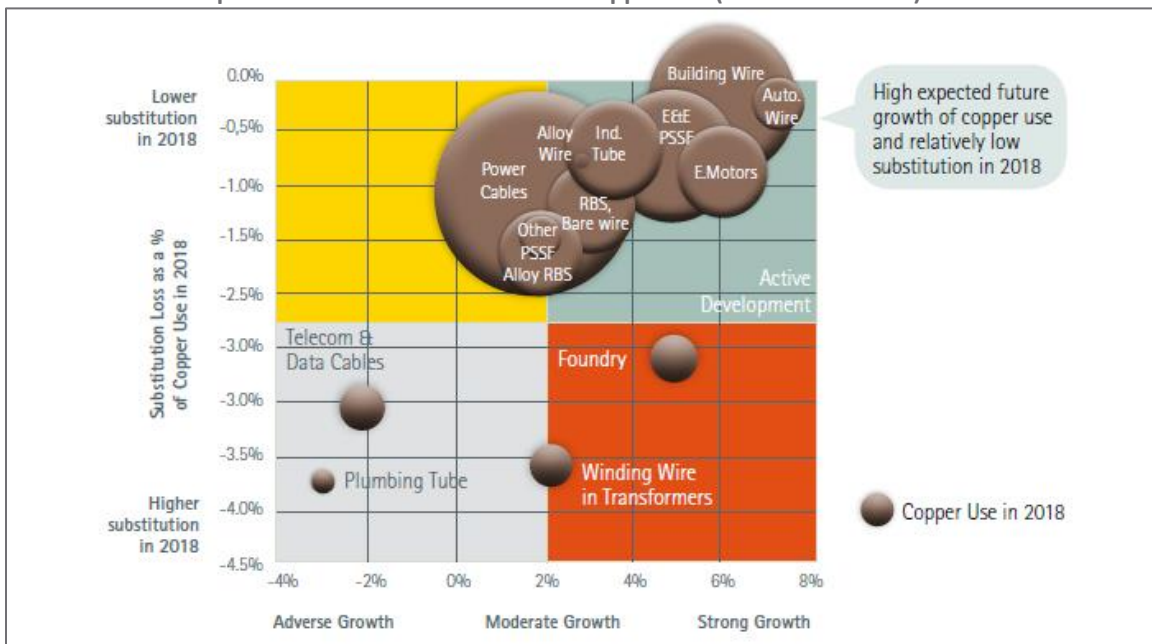 0.0%
-0,5%
-1.0%
-1.5%
-2.5%
-3.0%
-3.0%
-3.5%
-4.0%
-4.5%
Lower
substitution
in 2018
Substitution Loss as a %
of Copper Use in 2018
Higher
substitution
in 2018
Building Wire
Auto.
Wire
E&E
PSSF
E.Motors
Alloy
Wire
Ind.
Tube
Power
Cables
RBS,
Bare wire
Other
PSSF
Alloy RBS
Active
Development
High expected future
growth of copper use
and relatively low
substitution in 2018
Telecom &
Data Cables
Foundry
Plumbing Tube
Winding Wire
in Transformers
Copper Use in 2018
-4%
-2%
0%
2%
4%
6%
8%
Adverse Growth
Moderate Growth
Strong Growth